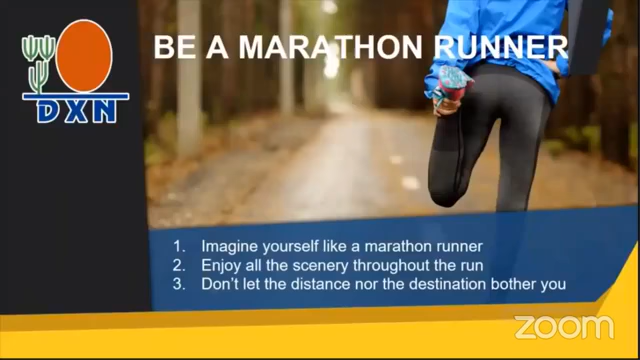 BE A MARATHON RUNNER
DXN
1. Imagine yourself like a marathon runner
2. Enjoy all the scenery throughout the run
3. Don't let the distance nor the destination bother you
zoom